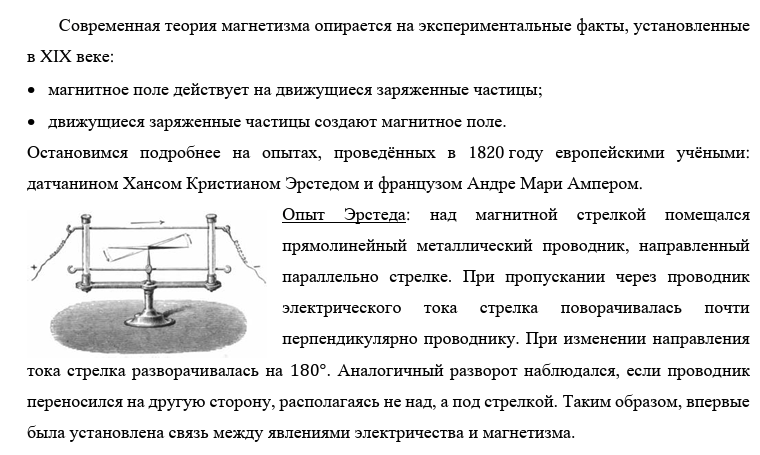 Современная теория магнетизма опирается на экспериментальные факты, установленные
в XIX веке:
• магнитное поле действует на движущиеся заряженные частицы;
• движущиеся заряженные частицы создают магнитное поле.
Остановимся подробнее на опытах, проведённых в 1820 году европейскими учёными:
датчанином Хансом Кристианом Эрстедом и французом Андре Мари Ампером.
Опыт Эрстеда: над магнитной стрелкой помещался
прямолинейный металлический проводник, направленный
параллельно стрелке. При пропускании через проводник
электрического тока стрелка поворачивалась почти
перпендикулярно проводнику. При изменении направления
тока стрелка разворачивалась на 180°. Аналогичный разворот наблюдался, если проводник
переносился на другую сторону, располагаясь не над, а под стрелкой. Таким образом, впервые
была установлена связь между явлениями электричества и магнетизма.
+
−